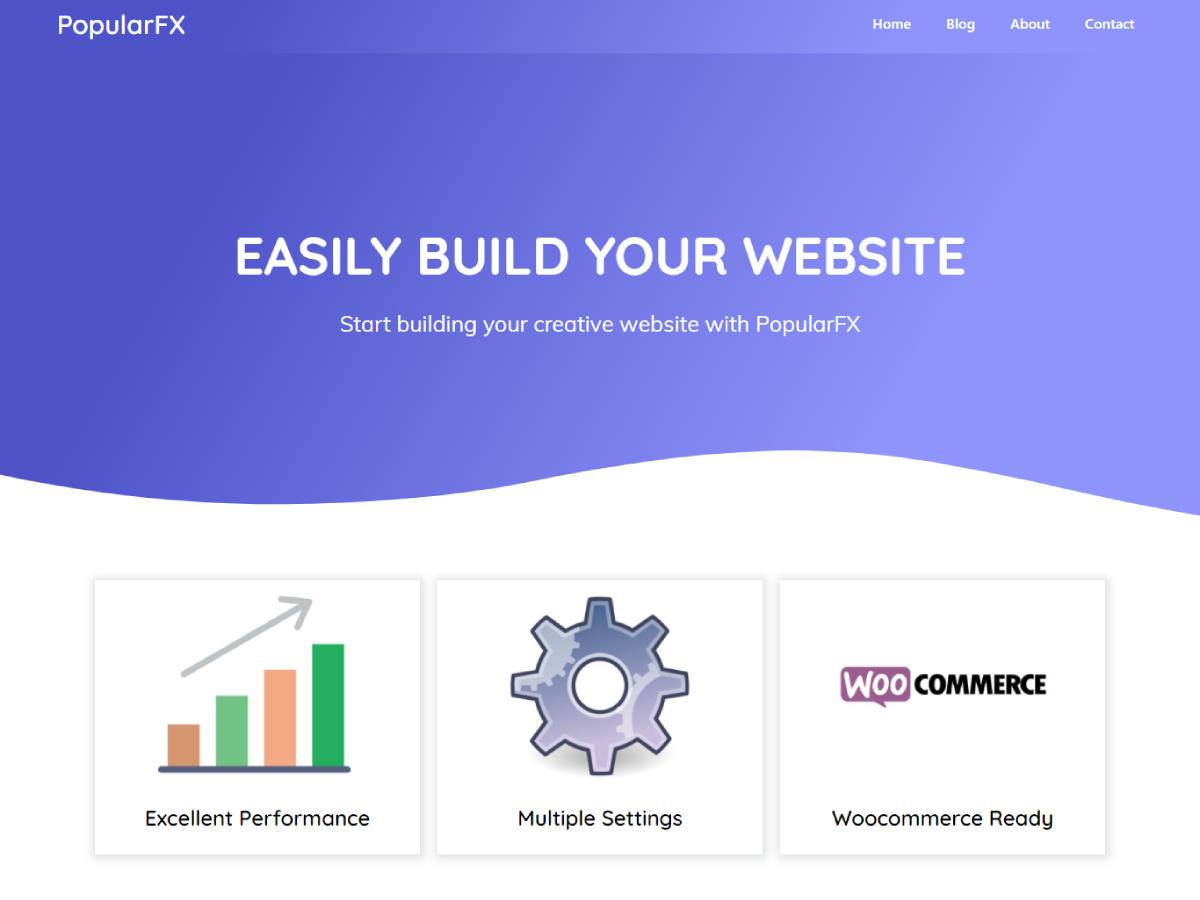 PopularFX
Home Blog About Contact
EASILY BUILD YOUR WEBSITE
Start building your creative website with PopularFX
WOO COMMERCE
Excellent Performance
Multiple Settings
Woocommerce Ready